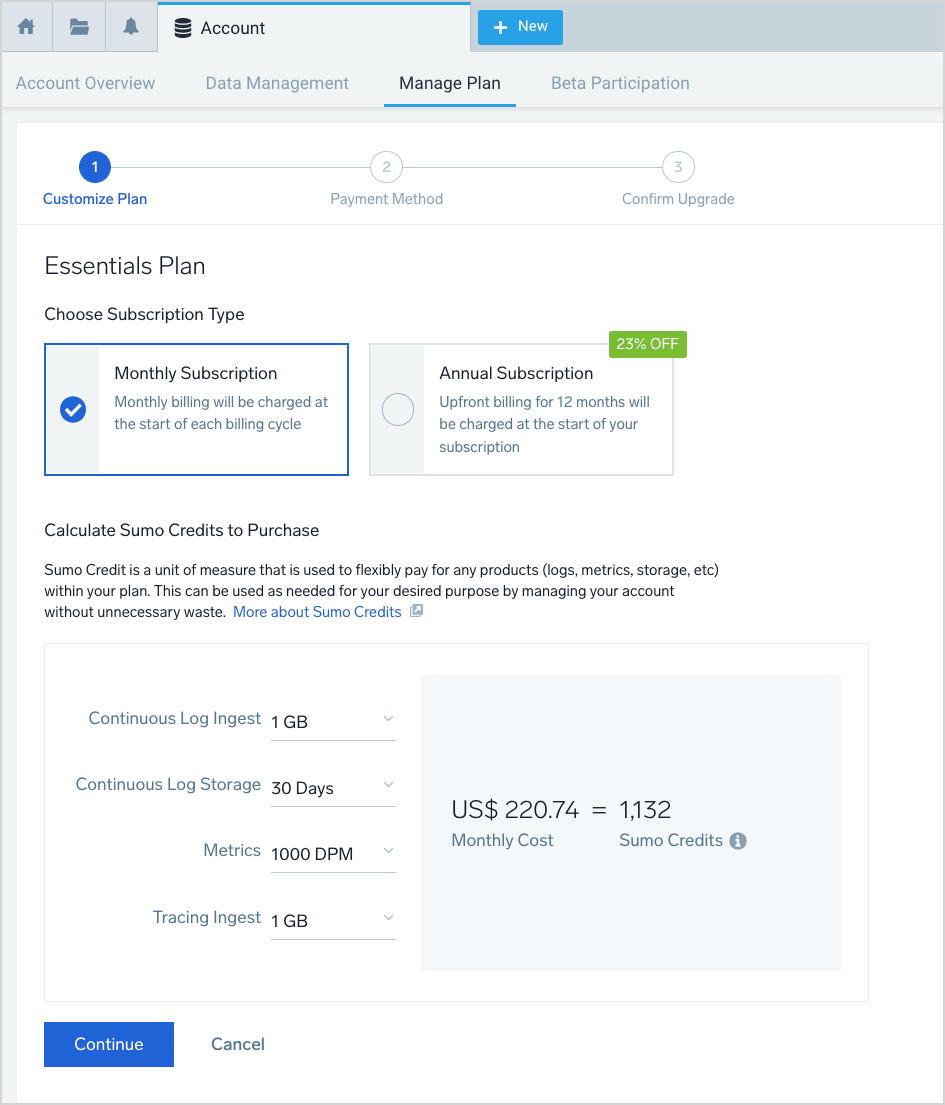 Account
New
Account Overview
Data Management
Manage Plan
Beta Participation
1
2
3
Customize Plan
Payment Method
Confirm Upgrade
Essentials Plan
Choose Subscription Type
Monthly Subscription
Monthly billing will be charged at
the start of each billing cycle
23% OFF
Annual Subscription
Upfront billing for 12 months will
be charged at the start of your
subscription
Calculate Sumo Credits to Purchase
Sumo Credit is a unit of measure that is used to flexibly pay for any products (logs, metrics, storage, etc)
within your plan. This can be used as needed for your desired purpose by managing your account
without unnecessary waste. More about Sumo Credits
Continuous Log Ingest 1 GB
Continuous Log Storage 30 Days
Metrics 1000 DPM
Tracing Ingest 1 GB
US$ 220.74 = 1,132
Monthly Cost Sumo Credits
Continue
Cancel